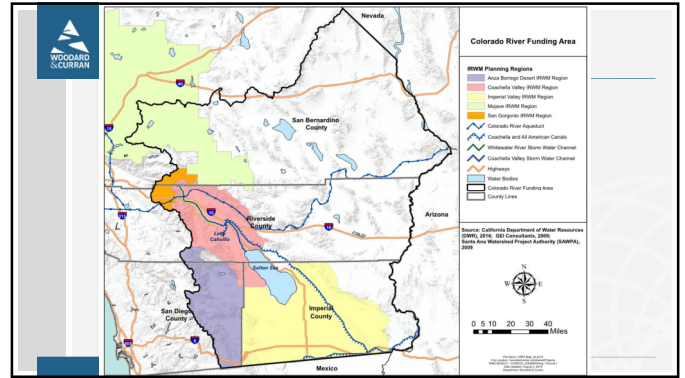 WOODARD
&CURRAN
Nevada
San Bernardino
County
Riverside
County
Arizona
Lake
Cahuilla
Salton Sea
San Diego
County
Imperial
County
Mexico
Colorado River Funding Area
IRWM Planning Regions
Anza Borrego Desert IRWM Region
Coachella Valley IRWM Region
Imperial Valley IRWM Region
Mojave IRWM Region
San Gorgonio IRWM Region
Colorado River Aqueduct
Coachella and All American Canals
Whitewater River Storm Water Channel
Coachella Valley Storm Water Channel
Highways
Water Bodies
Colorado River Funding Area
County Lines
Source: California Department of Water Resources
(DWR), 2016; GEI Consultants, 2009;
Santa Ana Watershed Project Authority (SAWPA),
2009
N
W E
S
0 5 10 20 30 40
Miles